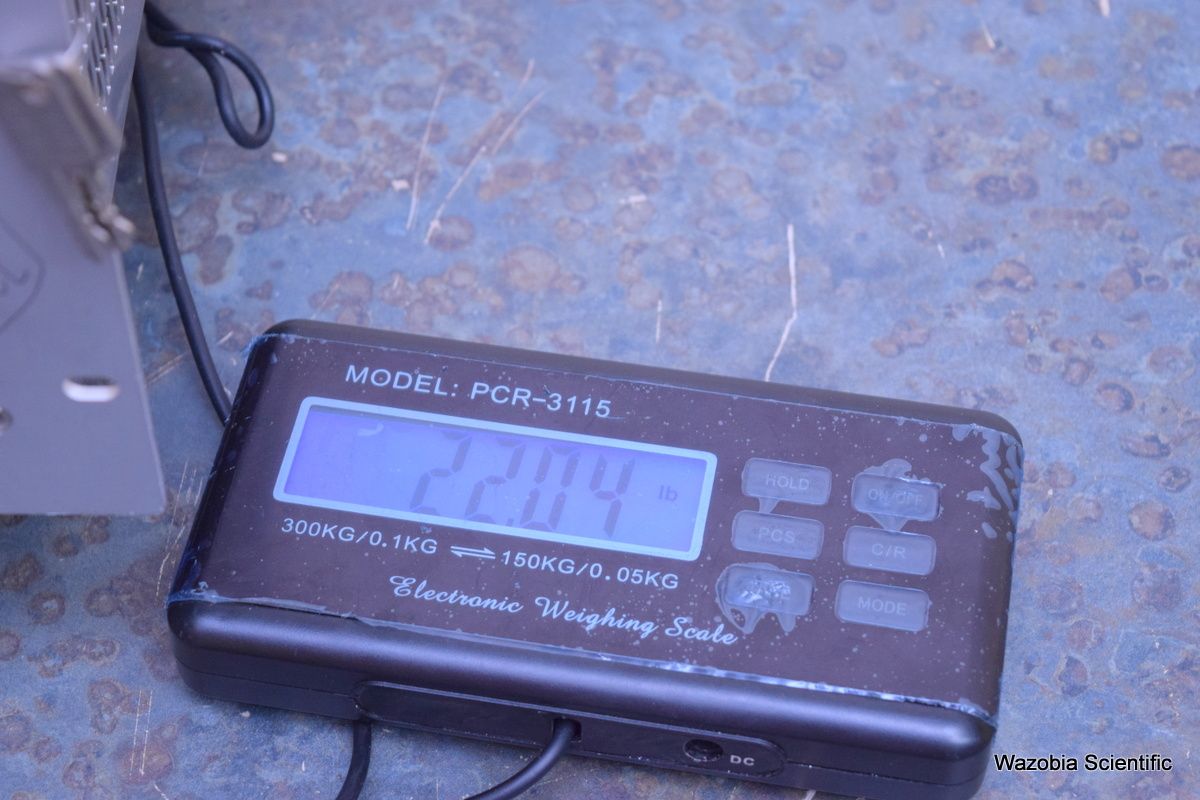 MODEL: PCR-3115
22.04 lb
300KG/0.1KG ⇌ 150KG/0.05KG
Electronic Weighing Scale
HOLD ON/OFF
PCS C/R
MODE
DC
Wazobia Scientific